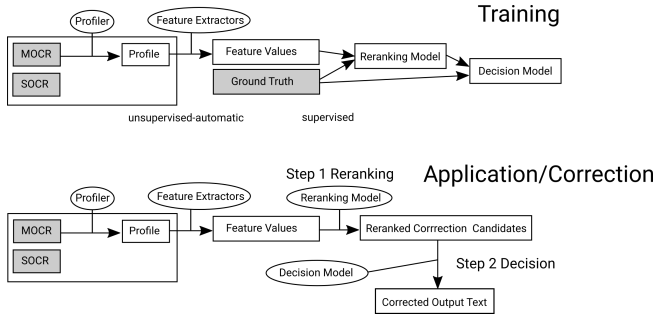 Training
Profiler
Feature Extractors
MOCR
Profile
Feature Values
Reranking Model
SOCR
Ground Truth
Decision Model
unsupervised-automatic
supervised
Application/Correction
Step 1 Reranking
Profiler
Feature Extractors
Reranking Model
MOCR
Profile
Feature Values
Reranked Corrrection Candidates
SOCR
Decision Model
Step 2 Decision
Corrected Output Text